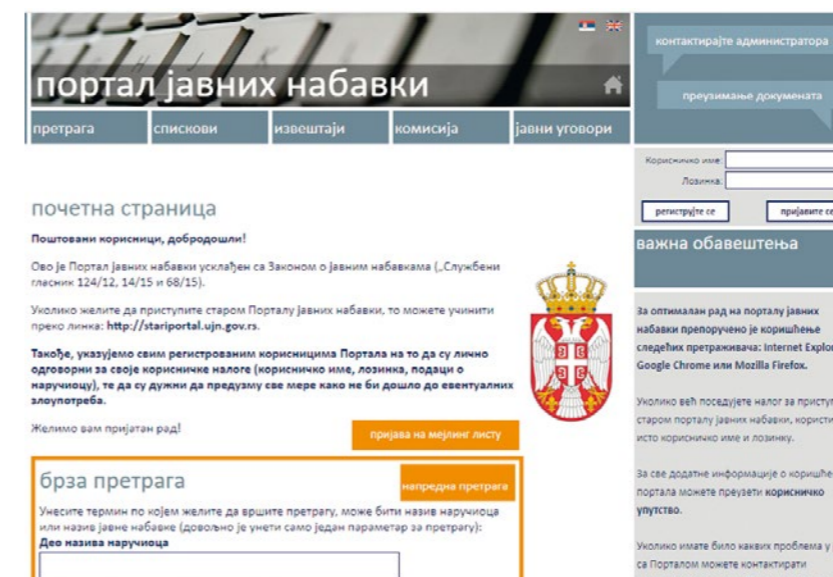 портал јавних набавки
претрага
спискови
извештаји
комисија
јавни уговори
почетна страница
Поштовани корисници, добродошли!
Ово је Портал јавних набавки усклађен са Законом о јавним набавкама („Службени
гласник 124/12, 14/15 и 68/15).
Уколико желите да приступите старом Порталу јавних набавки, то можете учинити
преко линка: http://stariportal.ujn.gov.rs.
Такође, указујемо свим регистрованим корисницима Портала на то да су лично
одговорни за своје корисничке налоге (корисничко име, лозинка, подаци о
наручиоцу), те да су дужни да предузму све мере како не би дошло до евентуалних
злоупотреба.
Желимо вам пријатан рад!
пријава на мејлинг листу
брза претрага
напредна претрага
Унесите термин по којем желите да вршите претрагу, може бити назив наручиоца
или назив јавне набавке (довољно је унети само један параметар за претрагу):
Део назива наручиоца
контактирајте администратора
преузимање докумената
Корисничко име:
Лозинка:
региструјте се
пријавите се
важна обавештења
За оптималан рад на порталу јавних
набавки препоручено је коришћење
следећих претраживача: Internet Explor
Google Chrome или Mozilla Firefox.
Уколико већ поседујете налог за приступ
старом порталу јавних набавки, користи
исто корисничко име и лозинку.
За све додатне информације о коришће
портала можете преузети корисничко
упутство.
Уколико имате било каквих проблема у
са Порталом можете контактирати